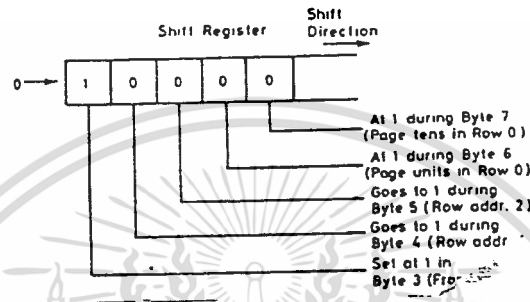 Shift Register
Shift
Direction
0
1 0 0 0 0
At 1 during Byte 7
(Page tens in Row 0)
At 1 during Byte 6
(Page units in Row 0)
Goes to 1 during
Byte 5 (Row addr. 2)
Goes to 1 during
Byte 4 (Row addr
Set at 1 in
Byte 3